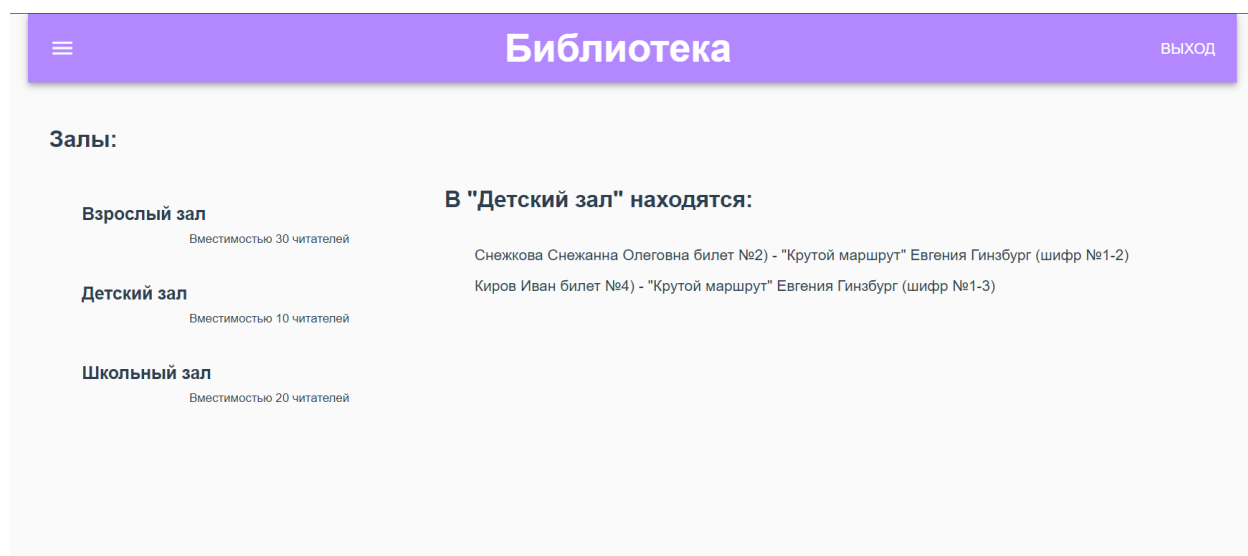 Библиотека
ВЫХОД
Залы:
Взрослый зал
Вместимостью 30 читателей
Детский зал
Вместимостью 10 читателей
Школьный зал
Вместимостью 20 читателей
В "Детский зал" находятся:
Снежкова Снежанна Олеговна билет №2) - "Крутой маршрут" Евгения Гинзбург (шифр №1-2)
Киров Иван билет №4) - "Крутой маршрут" Евгения Гинзбург (шифр №1-3)